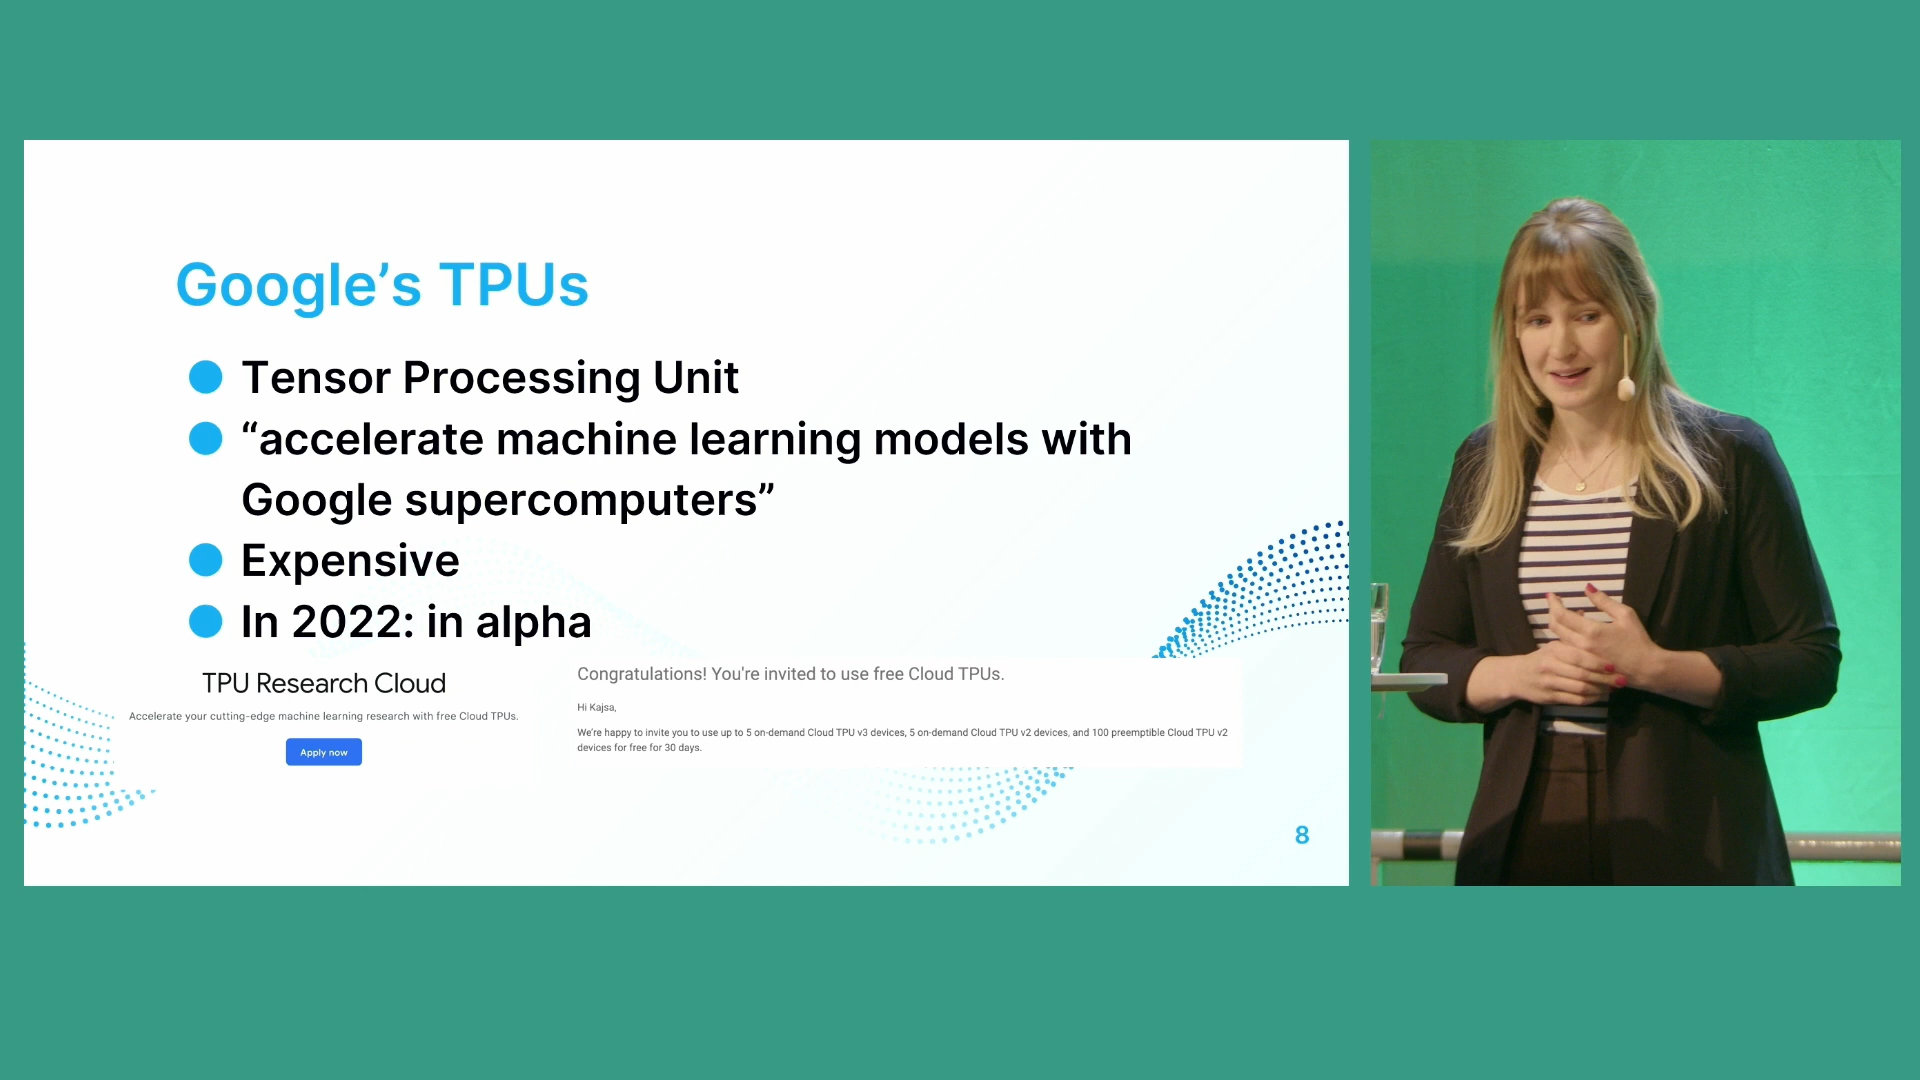 Google’s TPUs
Tensor Processing Unit
“accelerate machine learning models with
Google supercomputers”
Expensive
In 2022: in alpha
TPU Research Cloud
Accelerate your cutting-edge machine learning research with free Cloud TPUs.
Apply now
Congratulations! You're invited to use free Cloud TPUs.
Hi Kajsa,
We're happy to invite you to use up to 5 on-demand Cloud TPU v3 devices, 5 on-demand Cloud TPU v2 devices, and 100 preemptible Cloud TPU v2
devices for free for 30 days.
8